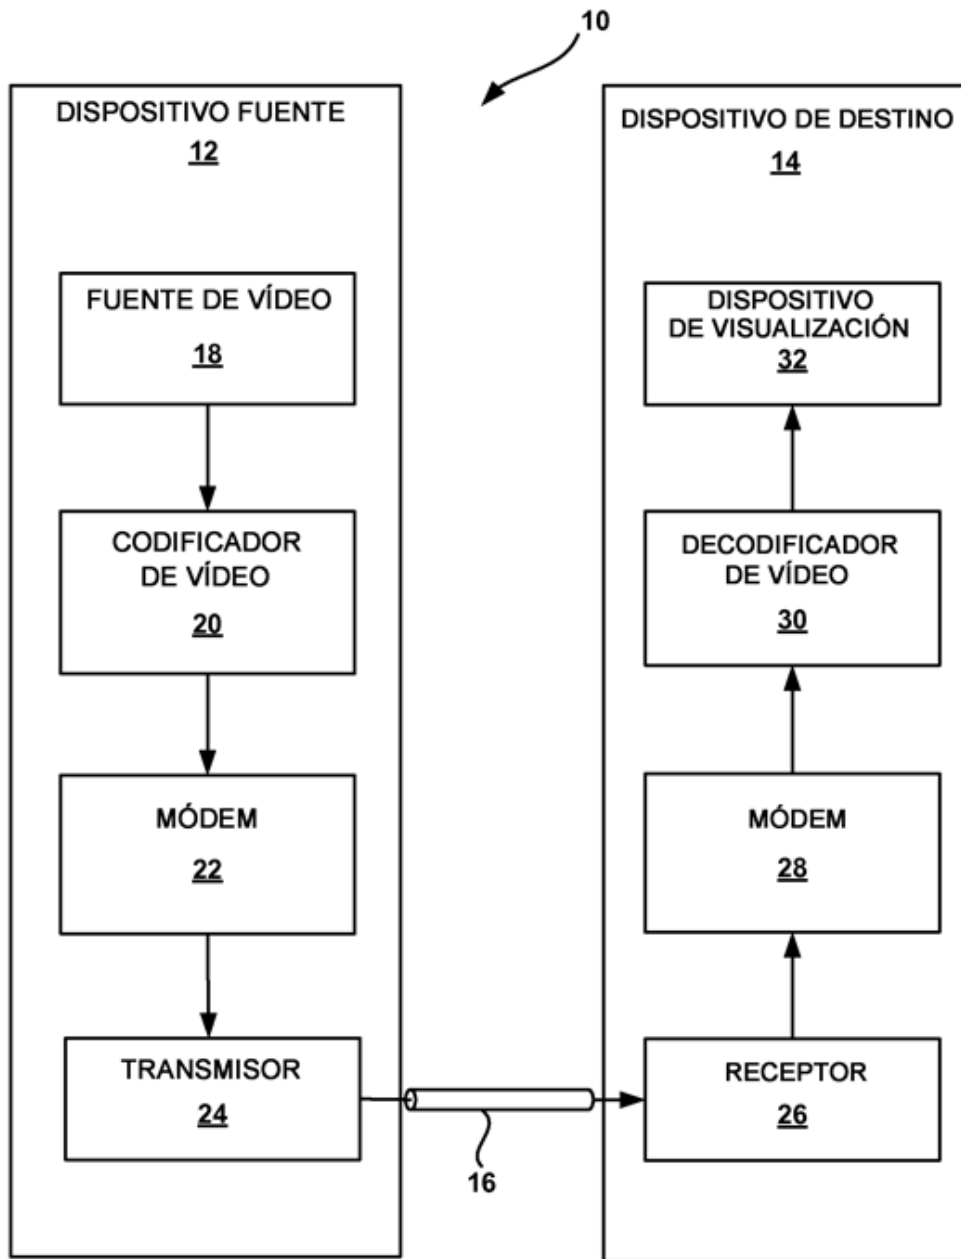 10
DISPOSITIVO FUENTE
12
FUENTE DE VÍDEO
18
CODIFICADOR
DE VÍDEO
20
MÓDEM
22
TRANSMISOR
24
16
DISPOSITIVO DE DESTINO
14
DISPOSITIVO
DE VISUALIZACIÓN
32
DECODIFICADOR
DE VÍDEO
30
MÓDEM
28
RECEPTOR
26